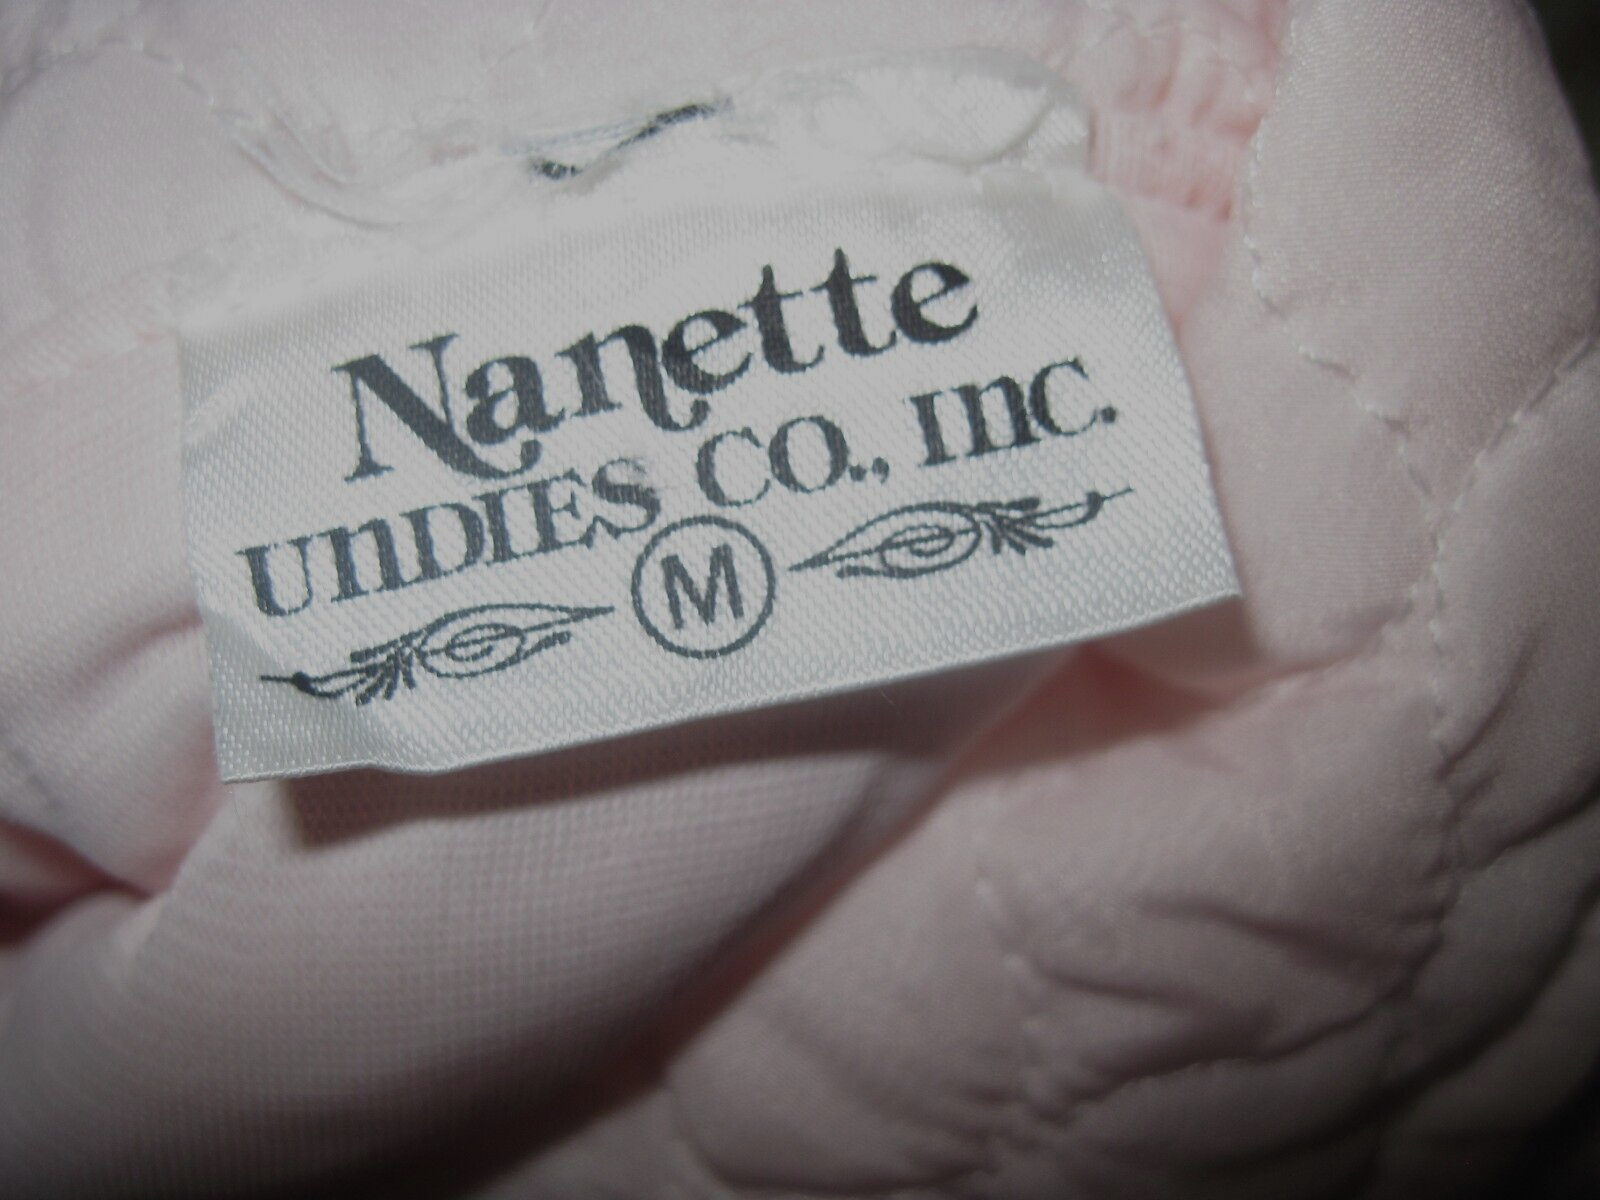 Nanette
UNDIES CO., INC.
M